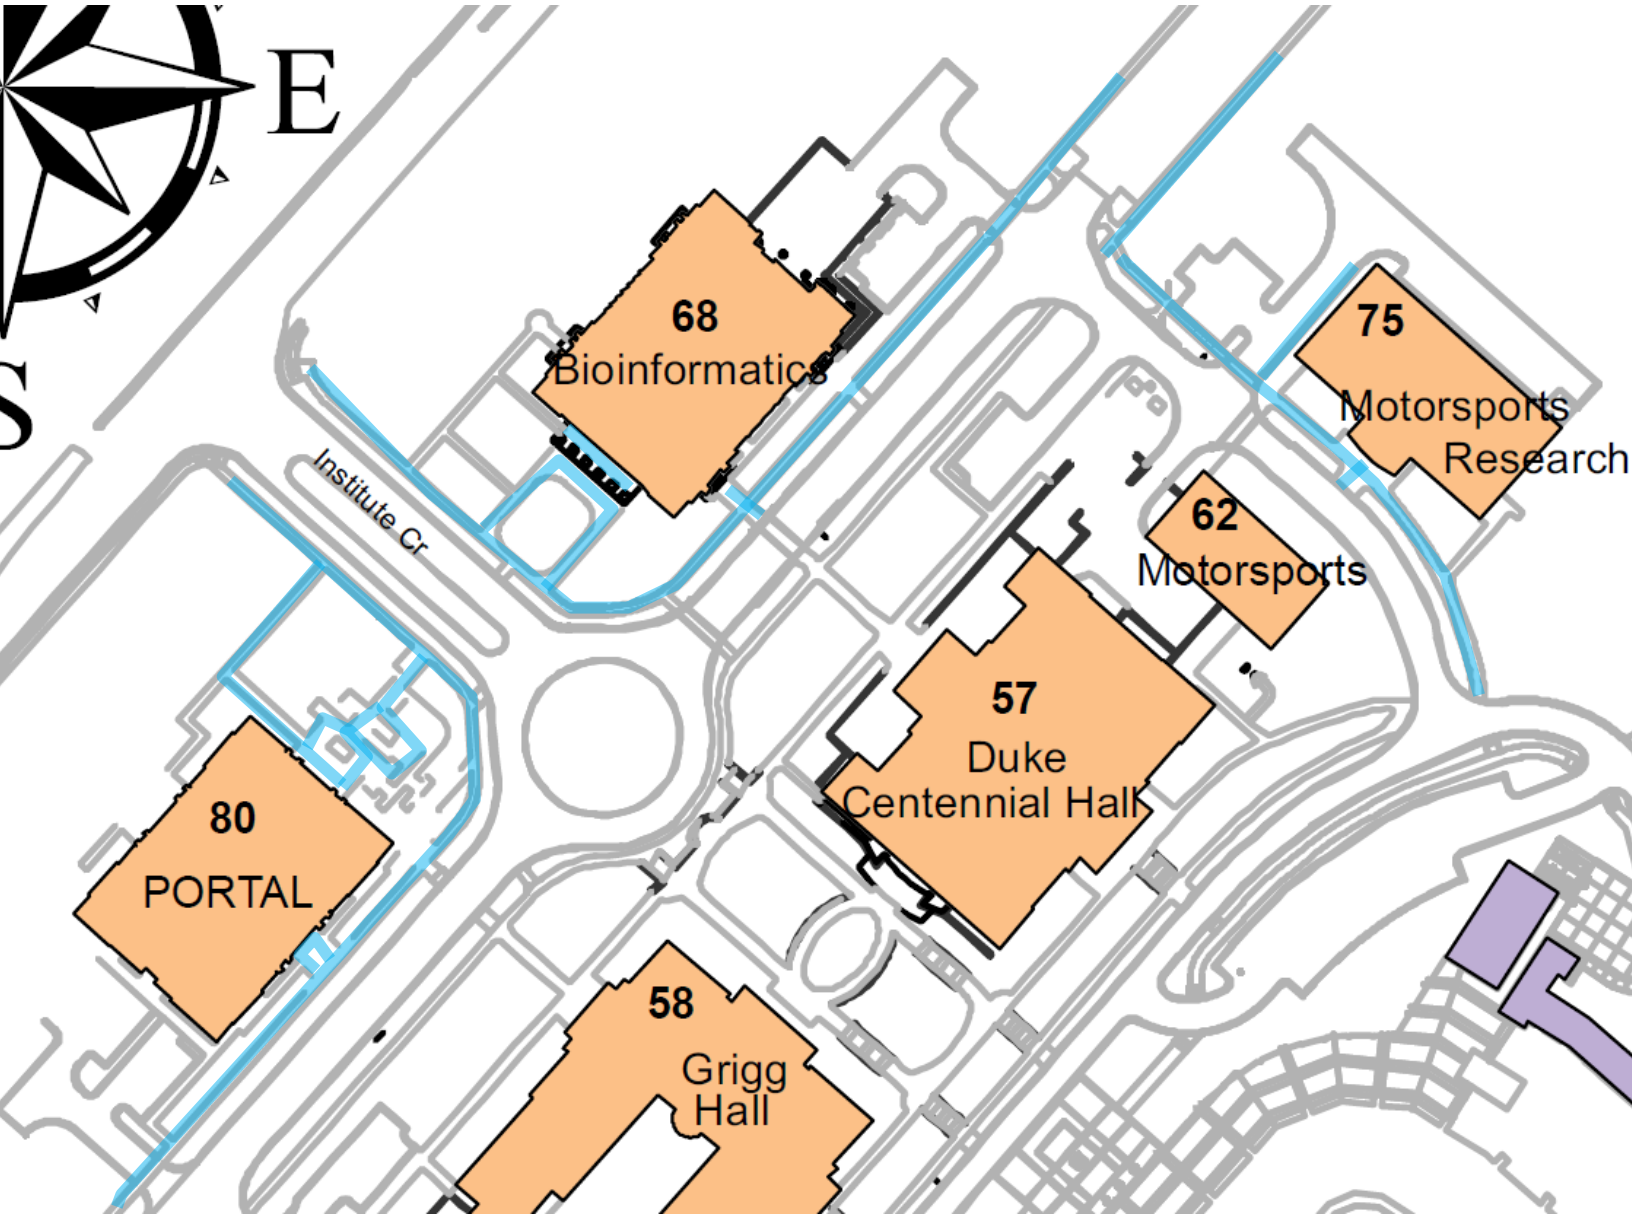 E
S
68
Bioinformatics
75
Motorsports
Research
Institute Cr
62
Motorsports
57
Duke
Centennial Hall
80
PORTAL
58
Grigg
Hall